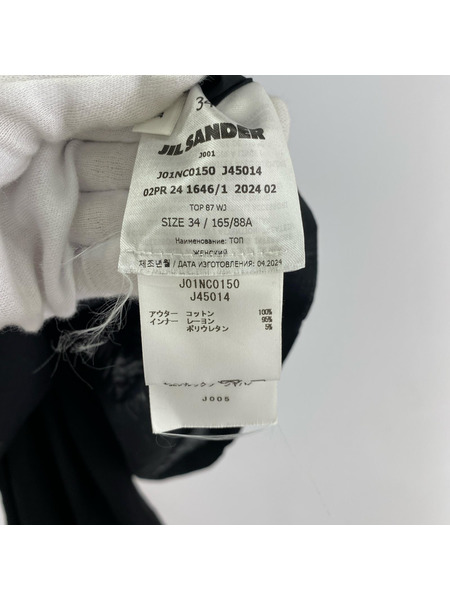 34
JIL SANDER
J001
J01NC0150 J45014
02PR 24 1646/1 2024 02
TOP 87 WJ
SIZE 34 / 165/88A
Наименование: ТОП
ЖЕНСКИЙ
제조년월 / ДАТА ИЗГОТОВЛЕНИЯ: 04.2024
J01NC0150
J45014
アウター コットン 100%
インナー レーヨン 95%
ポリウレタン 5%
J005